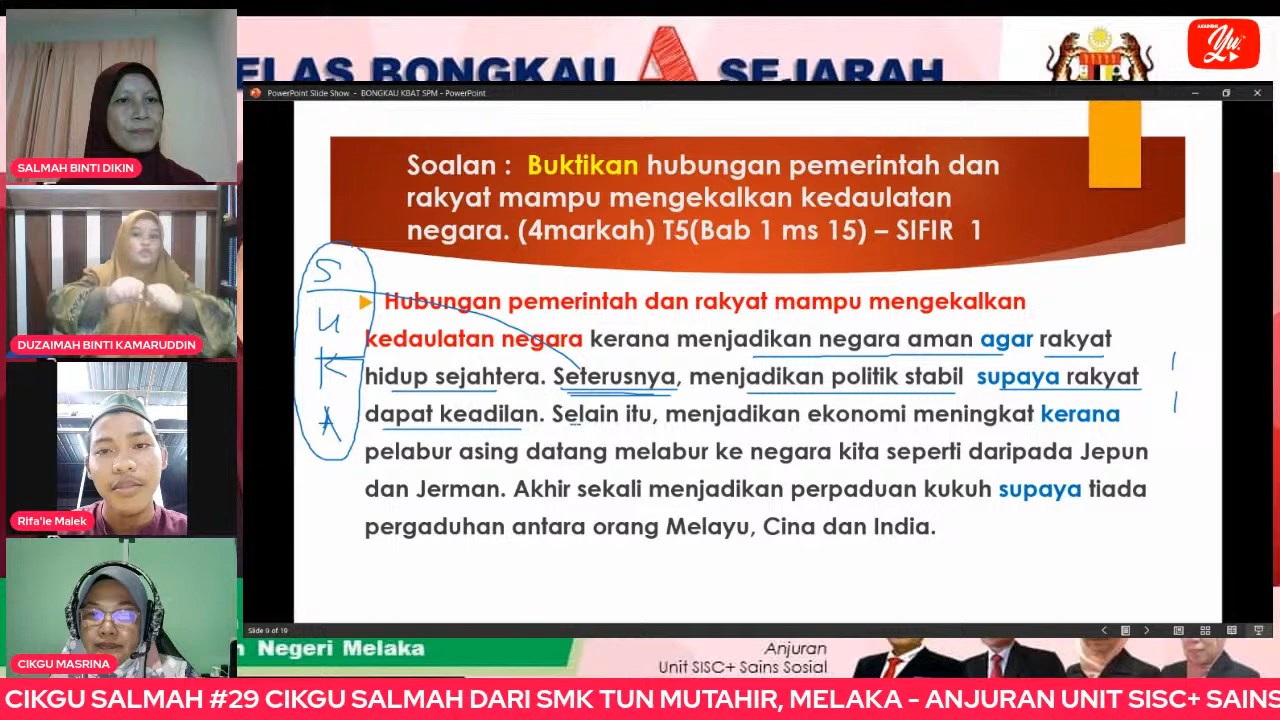 ELAS BONGKAU A SEJARAH
AKADEMI
Yu
PowerPoint Slide Show - BONGKAU KBAT SPM - PowerPoint
SALMAH BINTI DIKIN
Soalan : Buktikan hubungan pemerintah dan
rakyat mampu mengekalkan kedaulatan
negara. (4markah) T5(Bab 1 ms 15) – SIFIR 1
S
U
K
A
Hubungan pemerintah dan rakyat mampu mengekalkan
kedaulatan negara kerana menjadikan negara aman agar rakyat
hidup sejahtera. Seterusnya, menjadikan politik stabil supaya rakyat
dapat keadilan. Selain itu, menjadikan ekonomi meningkat kerana
pelabur asing datang melabur ke negara kita seperti daripada Jepun
dan Jerman. Akhir sekali menjadikan perpaduan kukuh supaya tiada
pergaduhan antara orang Melayu, Cina dan India.
DUZAIMAH BINTI KAMARUDDIN
Rifa'ie Malek
CIKGU MASRINA
Slide 9 of 19
n Negeri Melaka
Anjuran
Unit SISC+ Sains Sosial
CIKGU SALMAH #29 CIKGU SALMAH DARI SMK TUN MUTAHIR, MELAKA - ANJURAN UNIT SISC+ SAINS